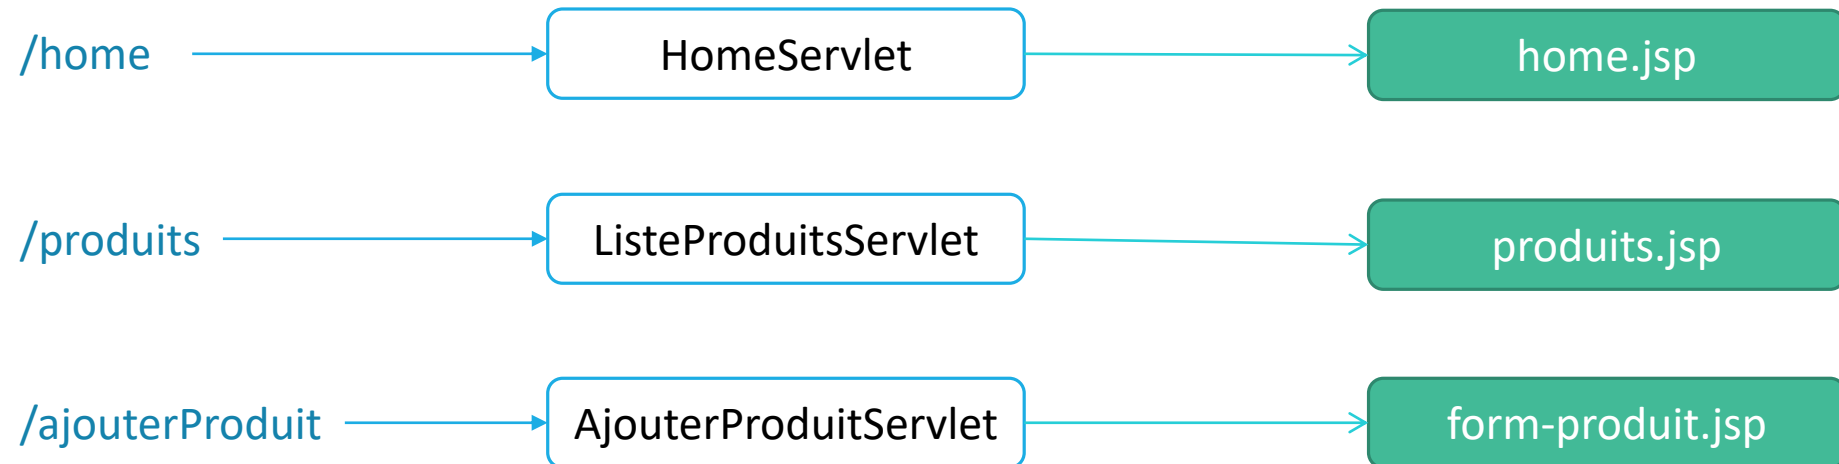 /home HomeServlet home.jsp
/produits ListeProduitsServlet produits.jsp
/ajouterProduit AjouterProduitServlet form-produit.jsp